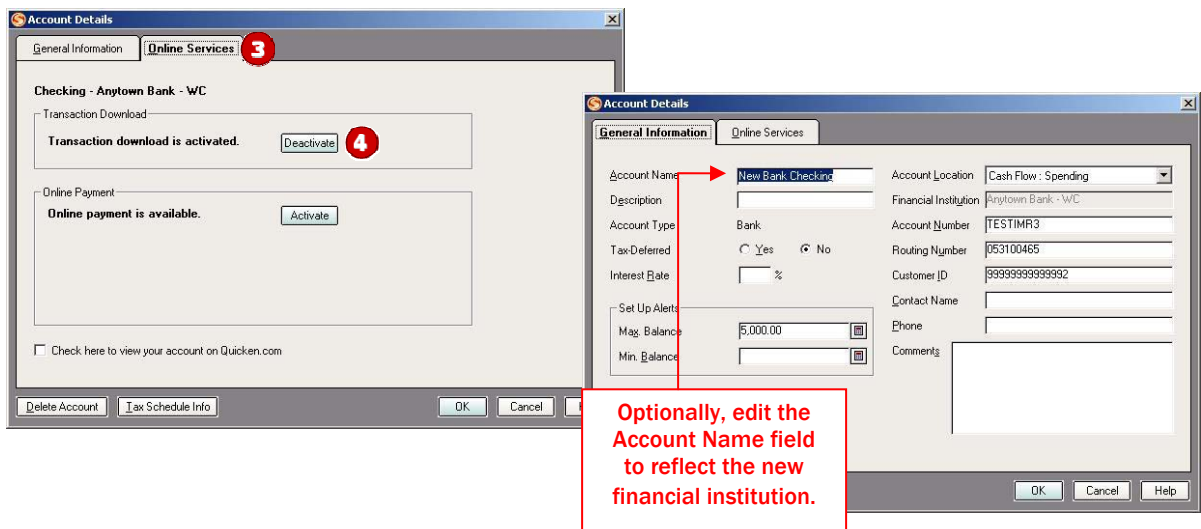 Account Details
General Information Online Services 3
Checking - Anytown Bank - WC
Transaction Download
Transaction download is activated. Deactivate 4
Online Payment
Online payment is available. Activate
Check here to view your account on Quicken.com
Delete Account Tax Schedule Info OK Cancel
Account Details
General Information Online Services
Account Name New Bank Checking Account Location Cash Flow : Spending
Description Financial Institution Anytown Bank - WC
Account Type Bank Account Number TESTIMR3
Tax-Deferred Yes No Routing Number 053100465
Interest Rate % Customer ID 99999999999992
Contact Name
Set Up Alerts
Phone
Max. Balance 5,000.00
Comments
Min. Balance
Optionally, edit the
Account Name field
to reflect the new
financial institution.
OK Cancel Help